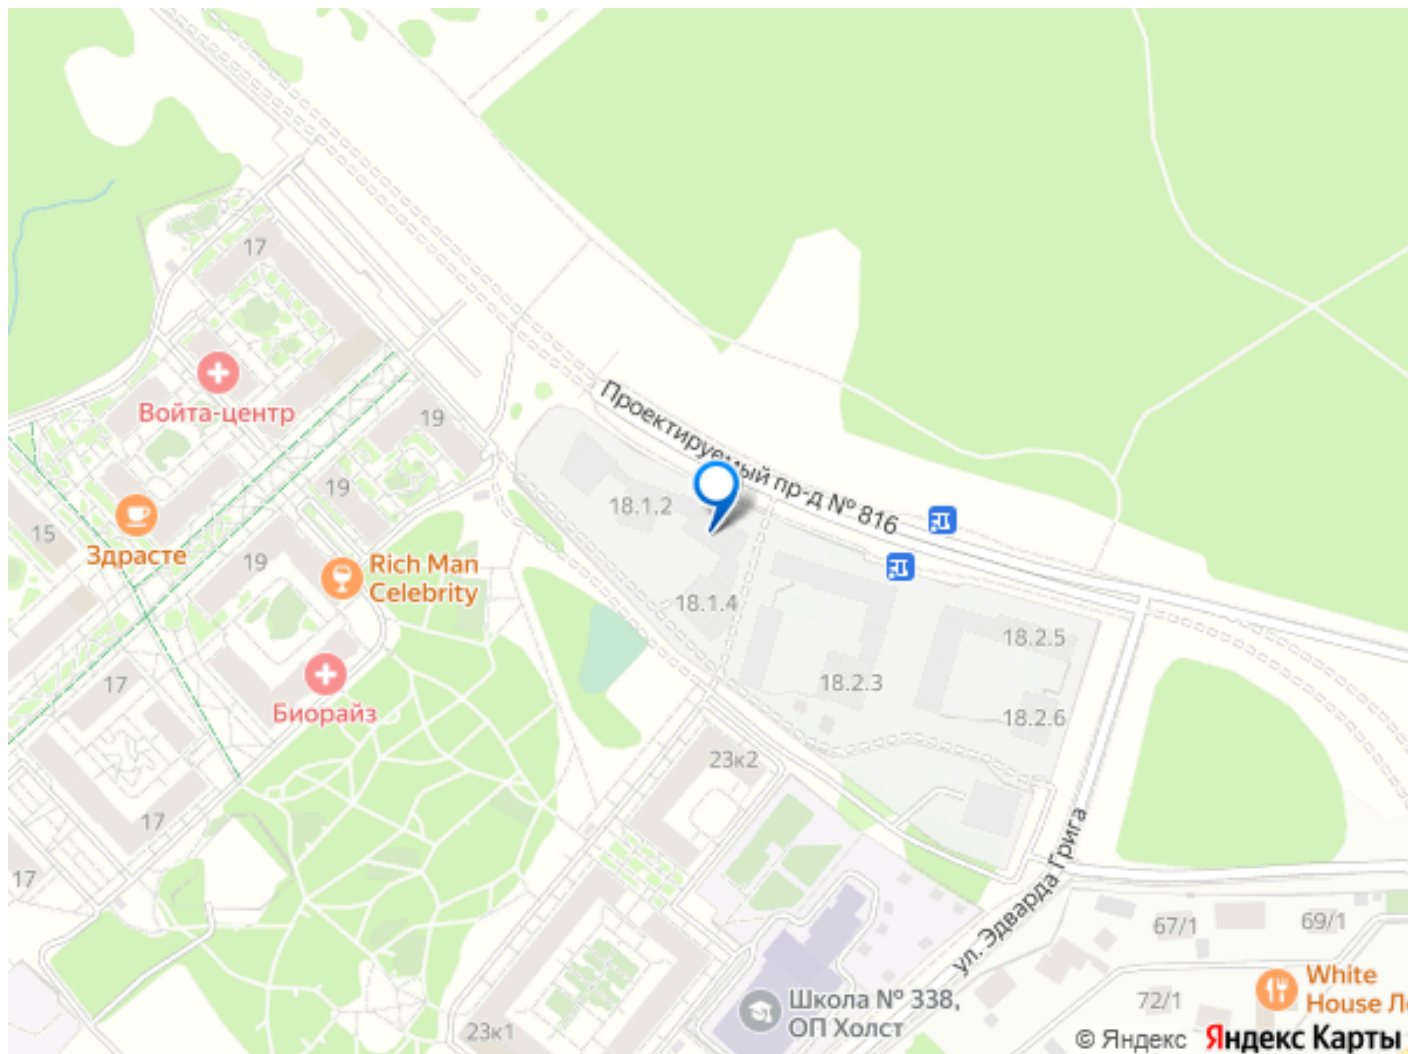 17
Войта-центр
19
19
15
Здрасте
19
Rich Man
Celebrity
Биорайз
17
17
17
Проектируемый пр-д № 816
18.1.2
18.1.4
18.2.5
18.2.3
18.2.6
23к2
23к1
ул. Эдварда Грига
67/1
69/1
72/1
Школа № 338,
ОП Холст
White
House Л
© Яндекс Яндекс Карты